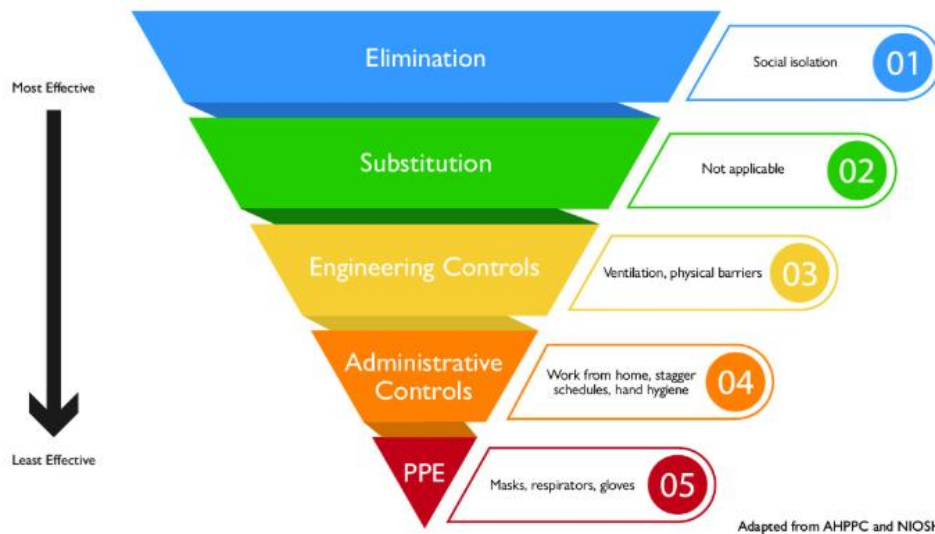 Elimination
Social isolation
01
Most Effective
Substitution
Not applicable
02
Engineering Controls
Ventilation, physical barriers
03
Administrative
Controls
Work from home, stagger
schedules, hand hygiene
04
Least Effective
PPE
Masks, respirators, gloves
05
Adapted from AHPPC and NIOSH